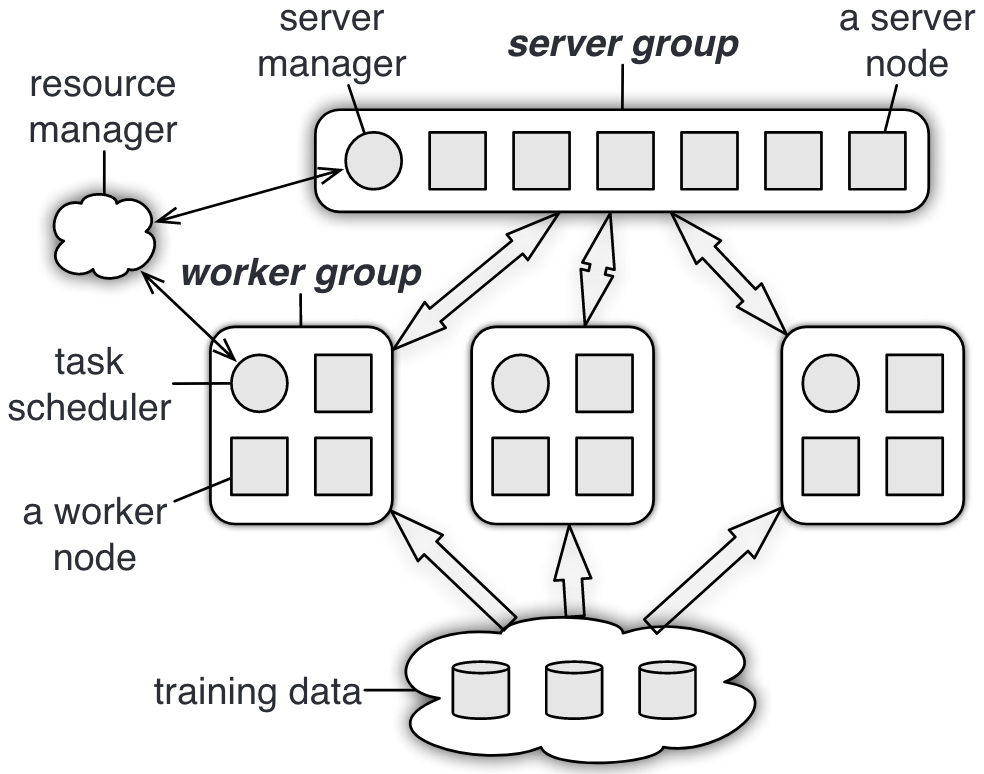 server
manager
server group
a server
node
resource
manager
worker group
task
scheduler
a worker
node
training data